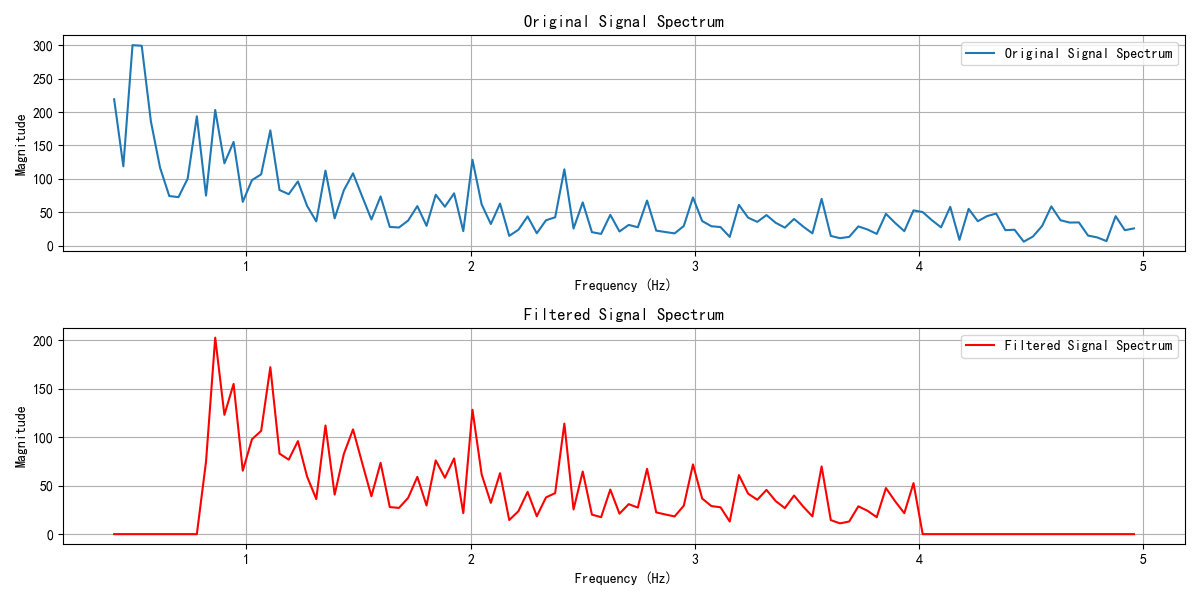 Original Signal Spectrum
Original Signal Spectrum
Magnitude
300
250
200
150
100
50
0
1
2
3
4
5
Frequency (Hz)
Filtered Signal Spectrum
Filtered Signal Spectrum
Magnitude
200
150
100
50
0
1
2
3
4
5
Frequency (Hz)